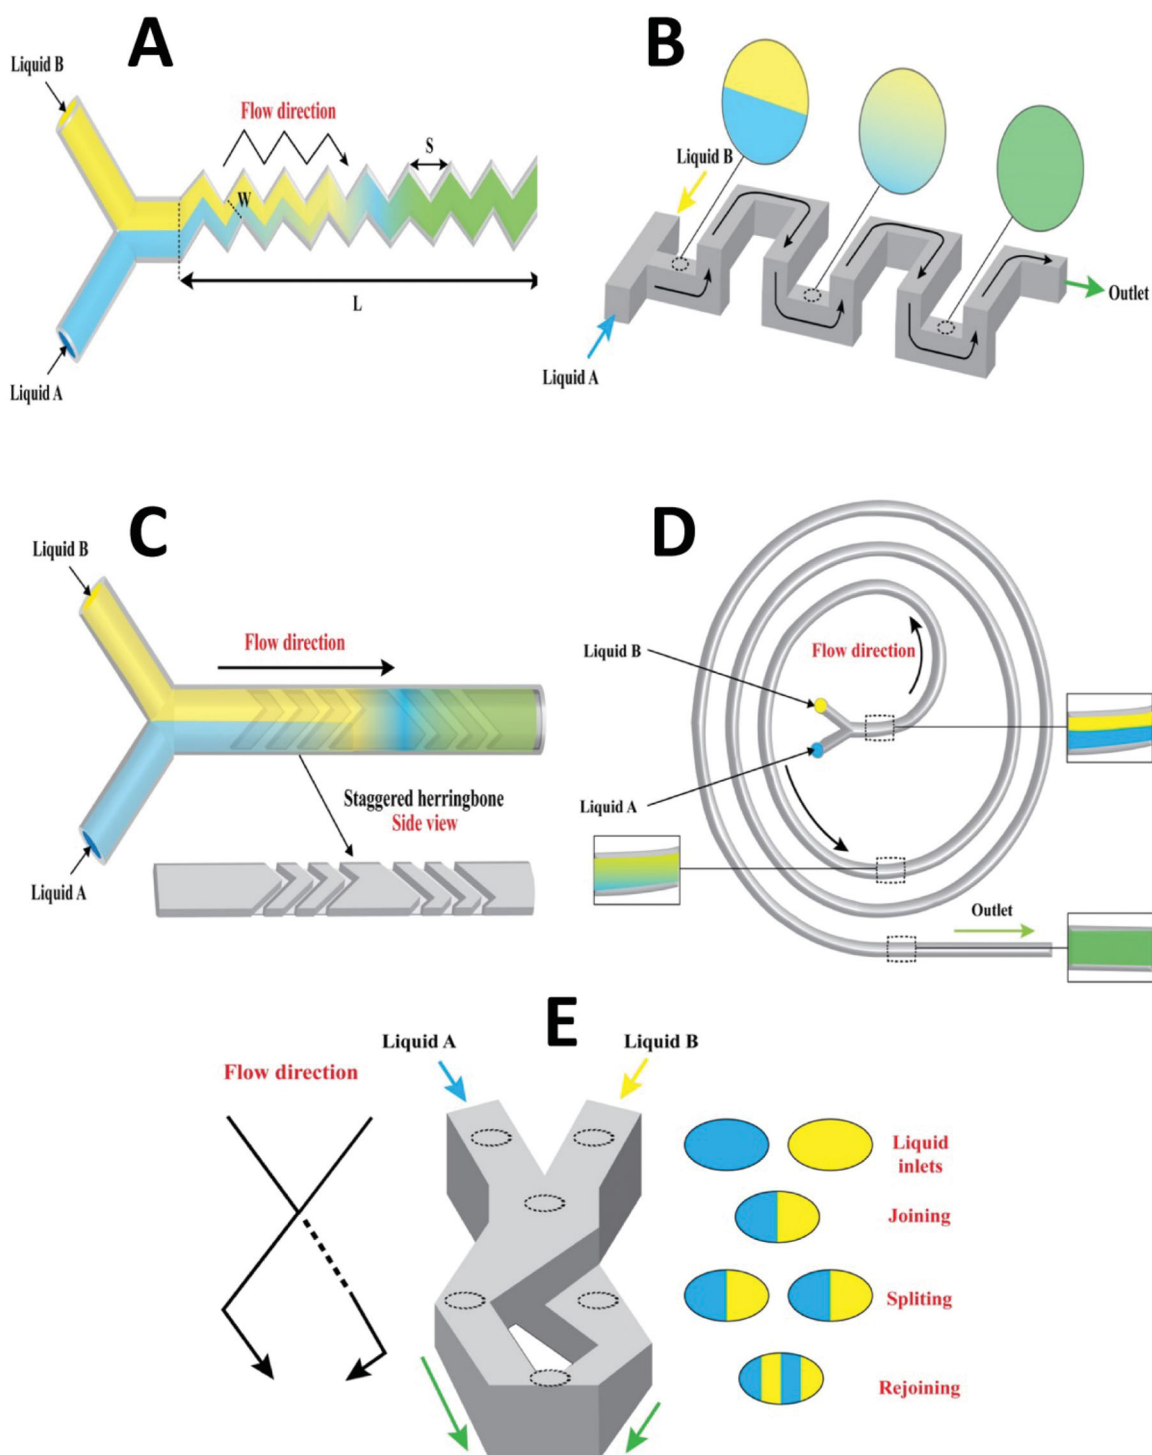 A
Liquid B
Flow direction
S
W
L
Liquid A
B
Liquid B
Outlet
Liquid A
C
Liquid B
Flow direction
Staggered herringbone
Side view
Liquid A
D
Liquid B
Flow direction
Liquid A
Outlet
E
Liquid A
Liquid B
Flow direction
Liquid
inlets
Joining
Spliting
Rejoining